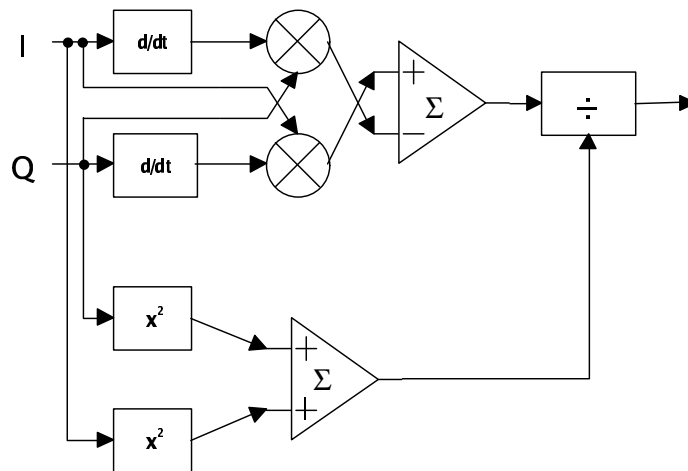 I
d/dt
+
Σ
−
÷
Q
d/dt
x²
+
Σ
+
x²